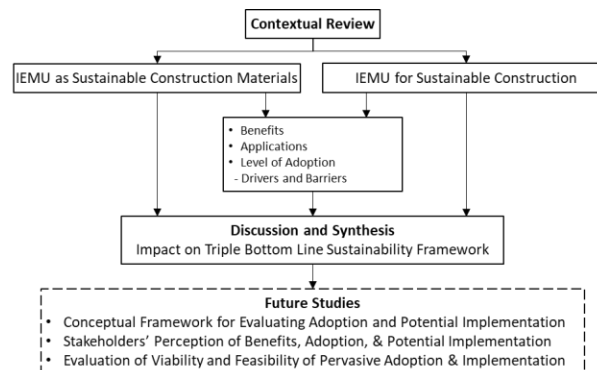 Contextual Review
IEMU as Sustainable Construction Materials
IEMU for Sustainable Construction
• Benefits
• Applications
• Level of Adoption
- Drivers and Barriers
Discussion and Synthesis
Impact on Triple Bottom Line Sustainability Framework
Future Studies
• Conceptual Framework for Evaluating Adoption and Potential Implementation
• Stakeholders’ Perception of Benefits, Adoption, & Potential Implementation
• Evaluation of Viability and Feasibility of Pervasive Adoption & Implementation